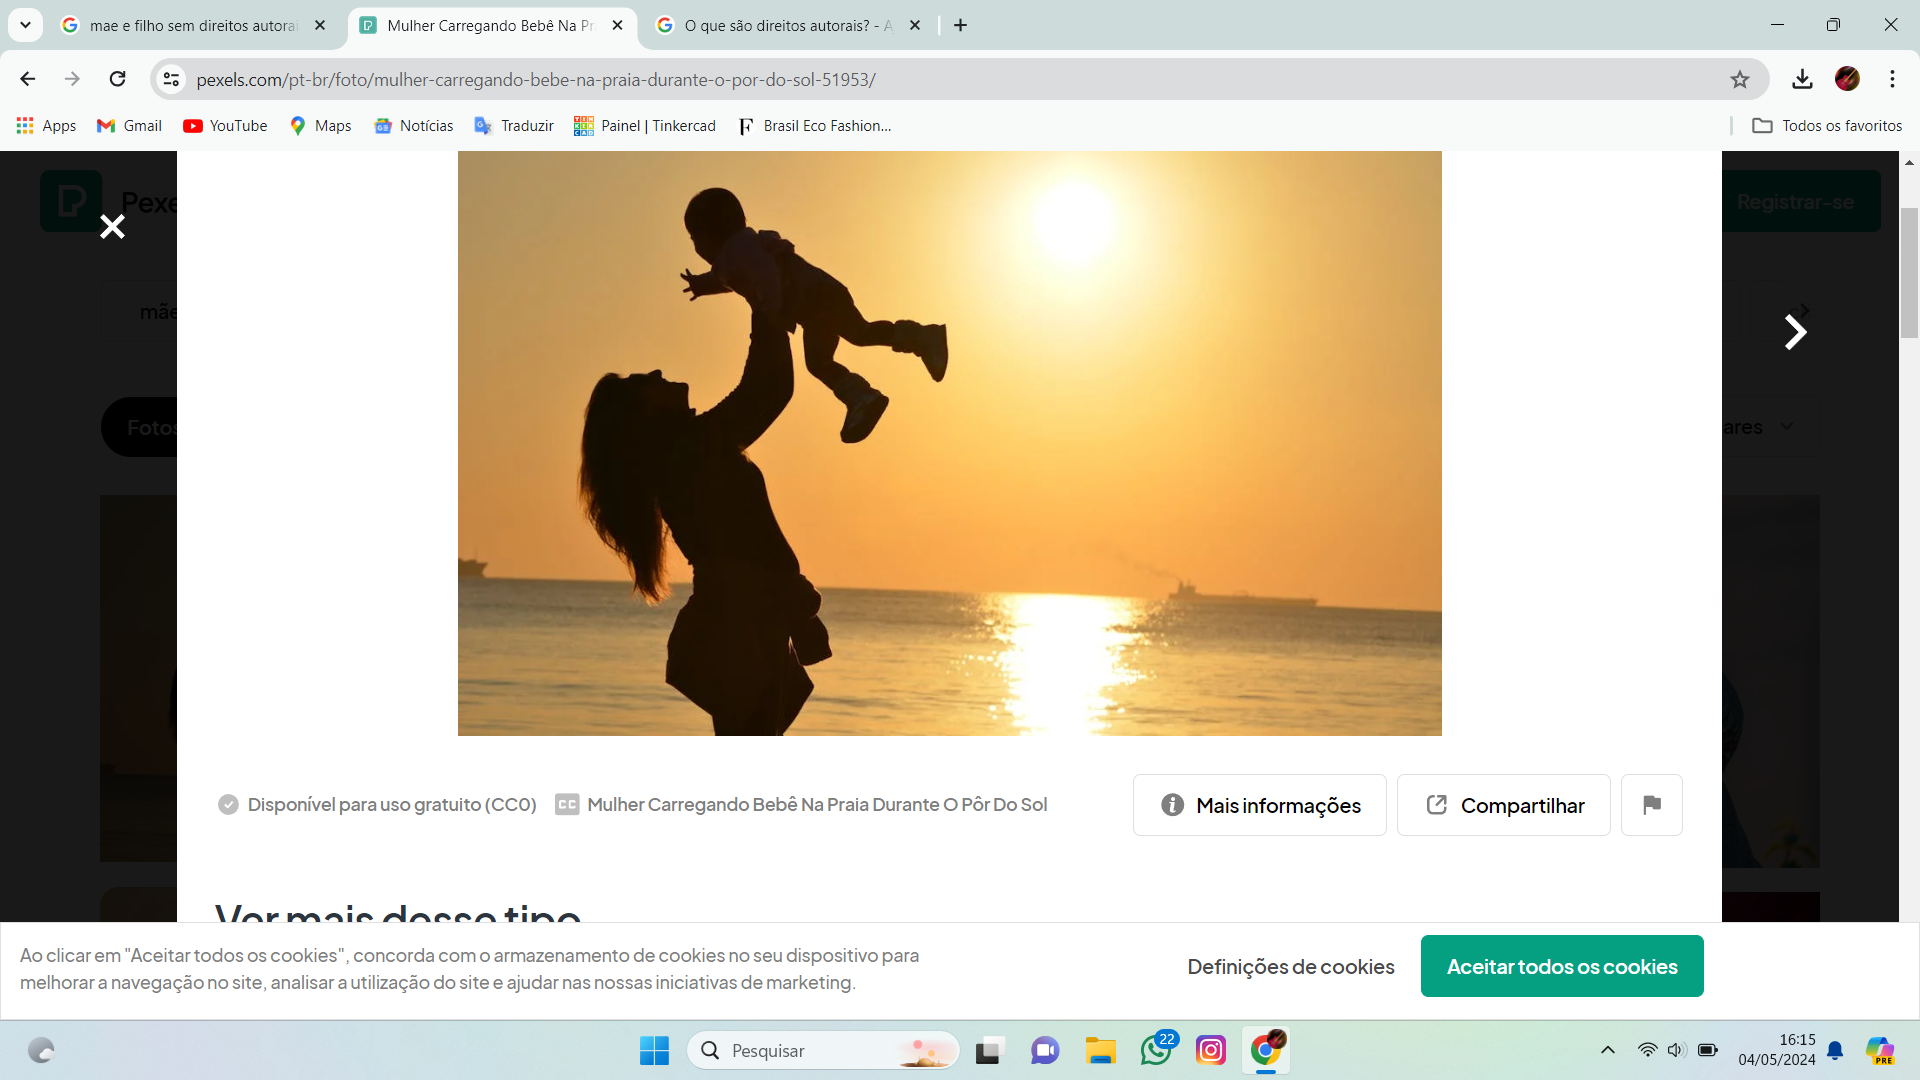 mae e filho sem direitos autorai
Mulher Carregando Bebê Na Pr
O que são direitos autorais? - A
pexels.com/pt-br/foto/mulher-carregando-bebe-na-praia-durante-o-por-do-sol-51953/
Apps
Gmail
YouTube
Maps
Notícias
Traduzir
Painel | Tinkercad
Brasil Eco Fashion...
Todos os favoritos
Pexe
Registrar-se
mãe
Fotos
ares
Disponível para uso gratuito (CC0)
Mulher Carregando Bebê Na Praia Durante O Pôr Do Sol
Mais informações
Compartilhar
Ver mais desse tipo
Ao clicar em "Aceitar todos os cookies", concorda com o armazenamento de cookies no seu dispositivo para
melhorar a navegação no site, analisar a utilização do site e ajudar nas nossas iniciativas de marketing.
Definições de cookies
Aceitar todos os cookies
Pesquisar
22
16:15
04/05/2024
PRE